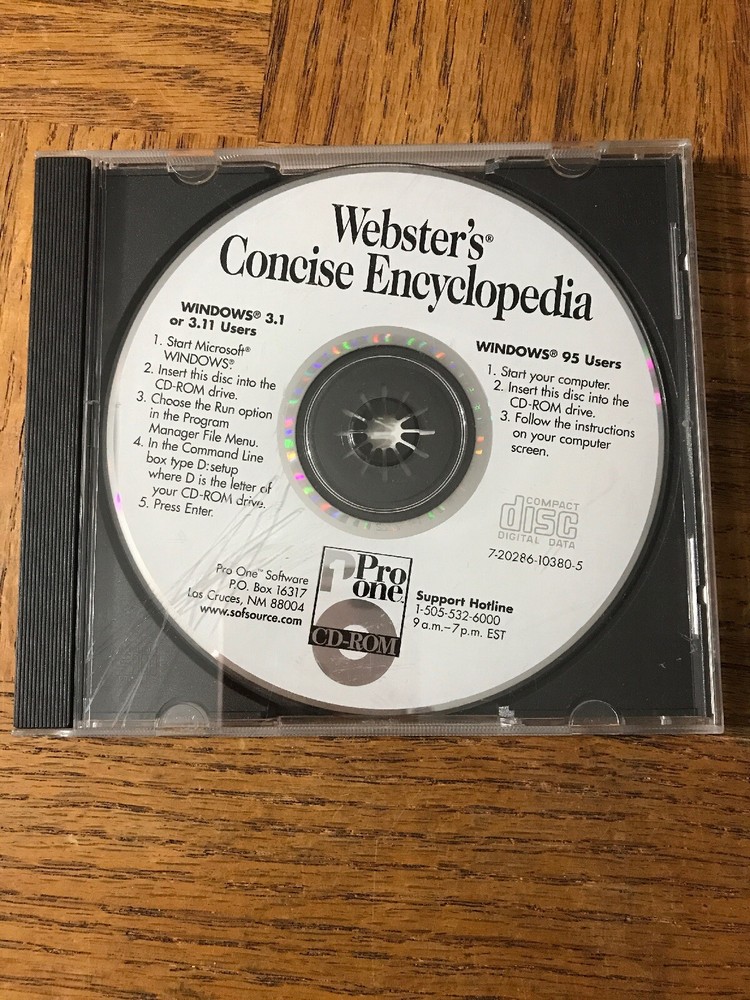 Webster's®
Concise Encyclopedia
WINDOWS® 3.1
or 3.11 Users
1. Start Microsoft®
WINDOWS®.
2. Insert this disc into the
CD-ROM drive.
3. Choose the Run option
in the Program
Manager File Menu.
4. In the Command Line
box type D:setup
where D is the letter of
your CD-ROM drive.
5. Press Enter.
WINDOWS® 95 Users
1. Start your computer.
2. Insert this disc into the
CD-ROM drive.
3. Follow the instructions
on your computer
screen.
COMPACT
disc
DIGITAL DATA
7-20286-10380-5
Pro One™ Software
P.O. Box 16317
Las Cruces, NM 88004
www.sofsource.com
1 Pro
one
CD-ROM
Support Hotline
1-505-532-6000
9 a.m.–7p.m. EST